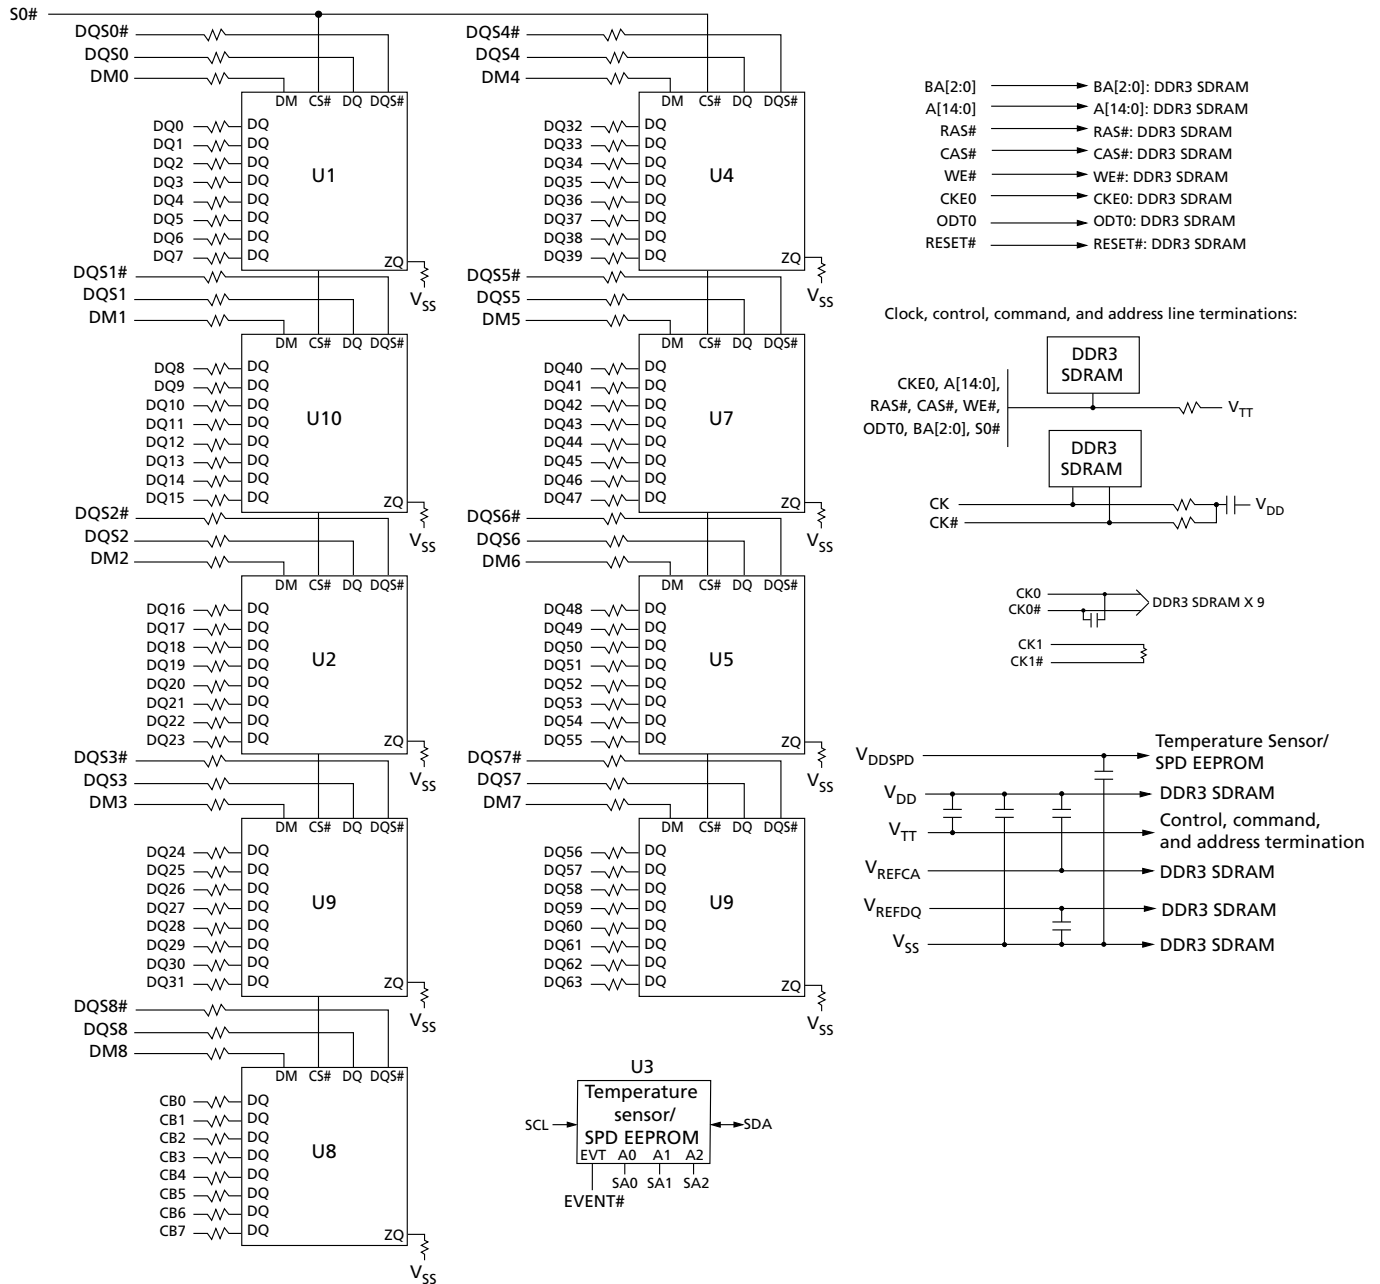 S0#
DQS0#
DQS0
DM0
DM CS# DQ DQS#
DQ0 DQ
DQ1 DQ
DQ2 DQ
DQ3 DQ
DQ4 DQ
DQ5 DQ
DQ6 DQ
DQ7 DQ
U1
ZQ
VSS
DQS1#
DQS1
DM1
DM CS# DQ DQS#
DQ8 DQ
DQ9 DQ
DQ10 DQ
DQ11 DQ
DQ12 DQ
DQ13 DQ
DQ14 DQ
DQ15 DQ
U10
ZQ
VSS
DQS2#
DQS2
DM2
DM CS# DQ DQS#
DQ16 DQ
DQ17 DQ
DQ18 DQ
DQ19 DQ
DQ20 DQ
DQ21 DQ
DQ22 DQ
DQ23 DQ
U2
ZQ
VSS
DQS3#
DQS3
DM3
DM CS# DQ DQS#
DQ24 DQ
DQ25 DQ
DQ26 DQ
DQ27 DQ
DQ28 DQ
DQ29 DQ
DQ30 DQ
DQ31 DQ
U9
ZQ
VSS
DQS8#
DQS8
DM8
DM CS# DQ DQS#
CB0 DQ
CB1 DQ
CB2 DQ
CB3 DQ
CB4 DQ
CB5 DQ
CB6 DQ
CB7 DQ
U8
ZQ
VSS
DQS4#
DQS4
DM4
DM CS# DQ DQS#
DQ32 DQ
DQ33 DQ
DQ34 DQ
DQ35 DQ
DQ36 DQ
DQ37 DQ
DQ38 DQ
DQ39 DQ
U4
ZQ
VSS
DQS5#
DQS5
DM5
DM CS# DQ DQS#
DQ40 DQ
DQ41 DQ
DQ42 DQ
DQ43 DQ
DQ44 DQ
DQ45 DQ
DQ46 DQ
DQ47 DQ
U7
ZQ
VSS
DQS6#
DQS6
DM6
DM CS# DQ DQS#
DQ48 DQ
DQ49 DQ
DQ50 DQ
DQ51 DQ
DQ52 DQ
DQ53 DQ
DQ54 DQ
DQ55 DQ
U5
ZQ
VSS
DQS7#
DQS7
DM7
DM CS# DQ DQS#
DQ56 DQ
DQ57 DQ
DQ58 DQ
DQ59 DQ
DQ60 DQ
DQ61 DQ
DQ62 DQ
DQ63 DQ
U9
ZQ
VSS
U3
Temperature
sensor/
SPD EEPROM
SCL
SDA
EVT A0 A1 A2
SA0 SA1 SA2
EVENT#
BA[2:0] BA[2:0]: DDR3 SDRAM
A[14:0] A[14:0]: DDR3 SDRAM
RAS# RAS#: DDR3 SDRAM
CAS# CAS#: DDR3 SDRAM
WE# WE#: DDR3 SDRAM
CKE0 CKE0: DDR3 SDRAM
ODT0 ODT0: DDR3 SDRAM
RESET# RESET#: DDR3 SDRAM
Clock, control, command, and address line terminations:
DDR3
SDRAM
CKE0, A[14:0],
RAS#, CAS#, WE#,
ODT0, BA[2:0], S0#
VTT
DDR3
SDRAM
CK
CK#
VDD
CK0
CK0#
DDR3 SDRAM X 9
CK1
CK1#
VDDSPD Temperature Sensor/
SPD EEPROM
VDD DDR3 SDRAM
VTT Control, command,
and address termination
VREFCA DDR3 SDRAM
VREFDQ DDR3 SDRAM
VSS DDR3 SDRAM